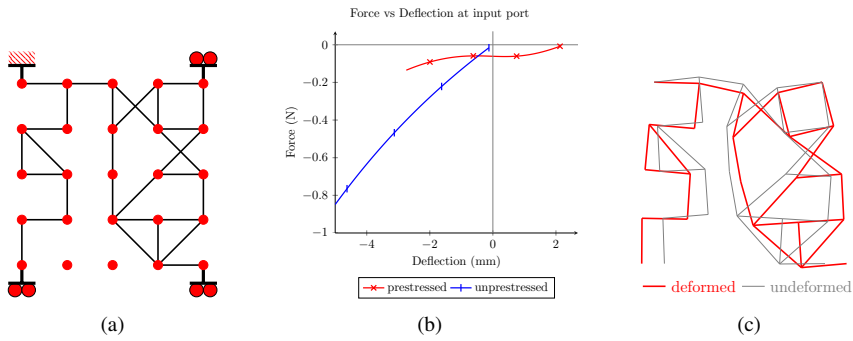 Force vs Deflection at input port
0
−0.2
−0.4
−0.6
−0.8
−1
Force (N)
−4
−2
0
2
Deflection (mm)
prestressed
unprestressed
deformed
undeformed
(a)
(b)
(c)